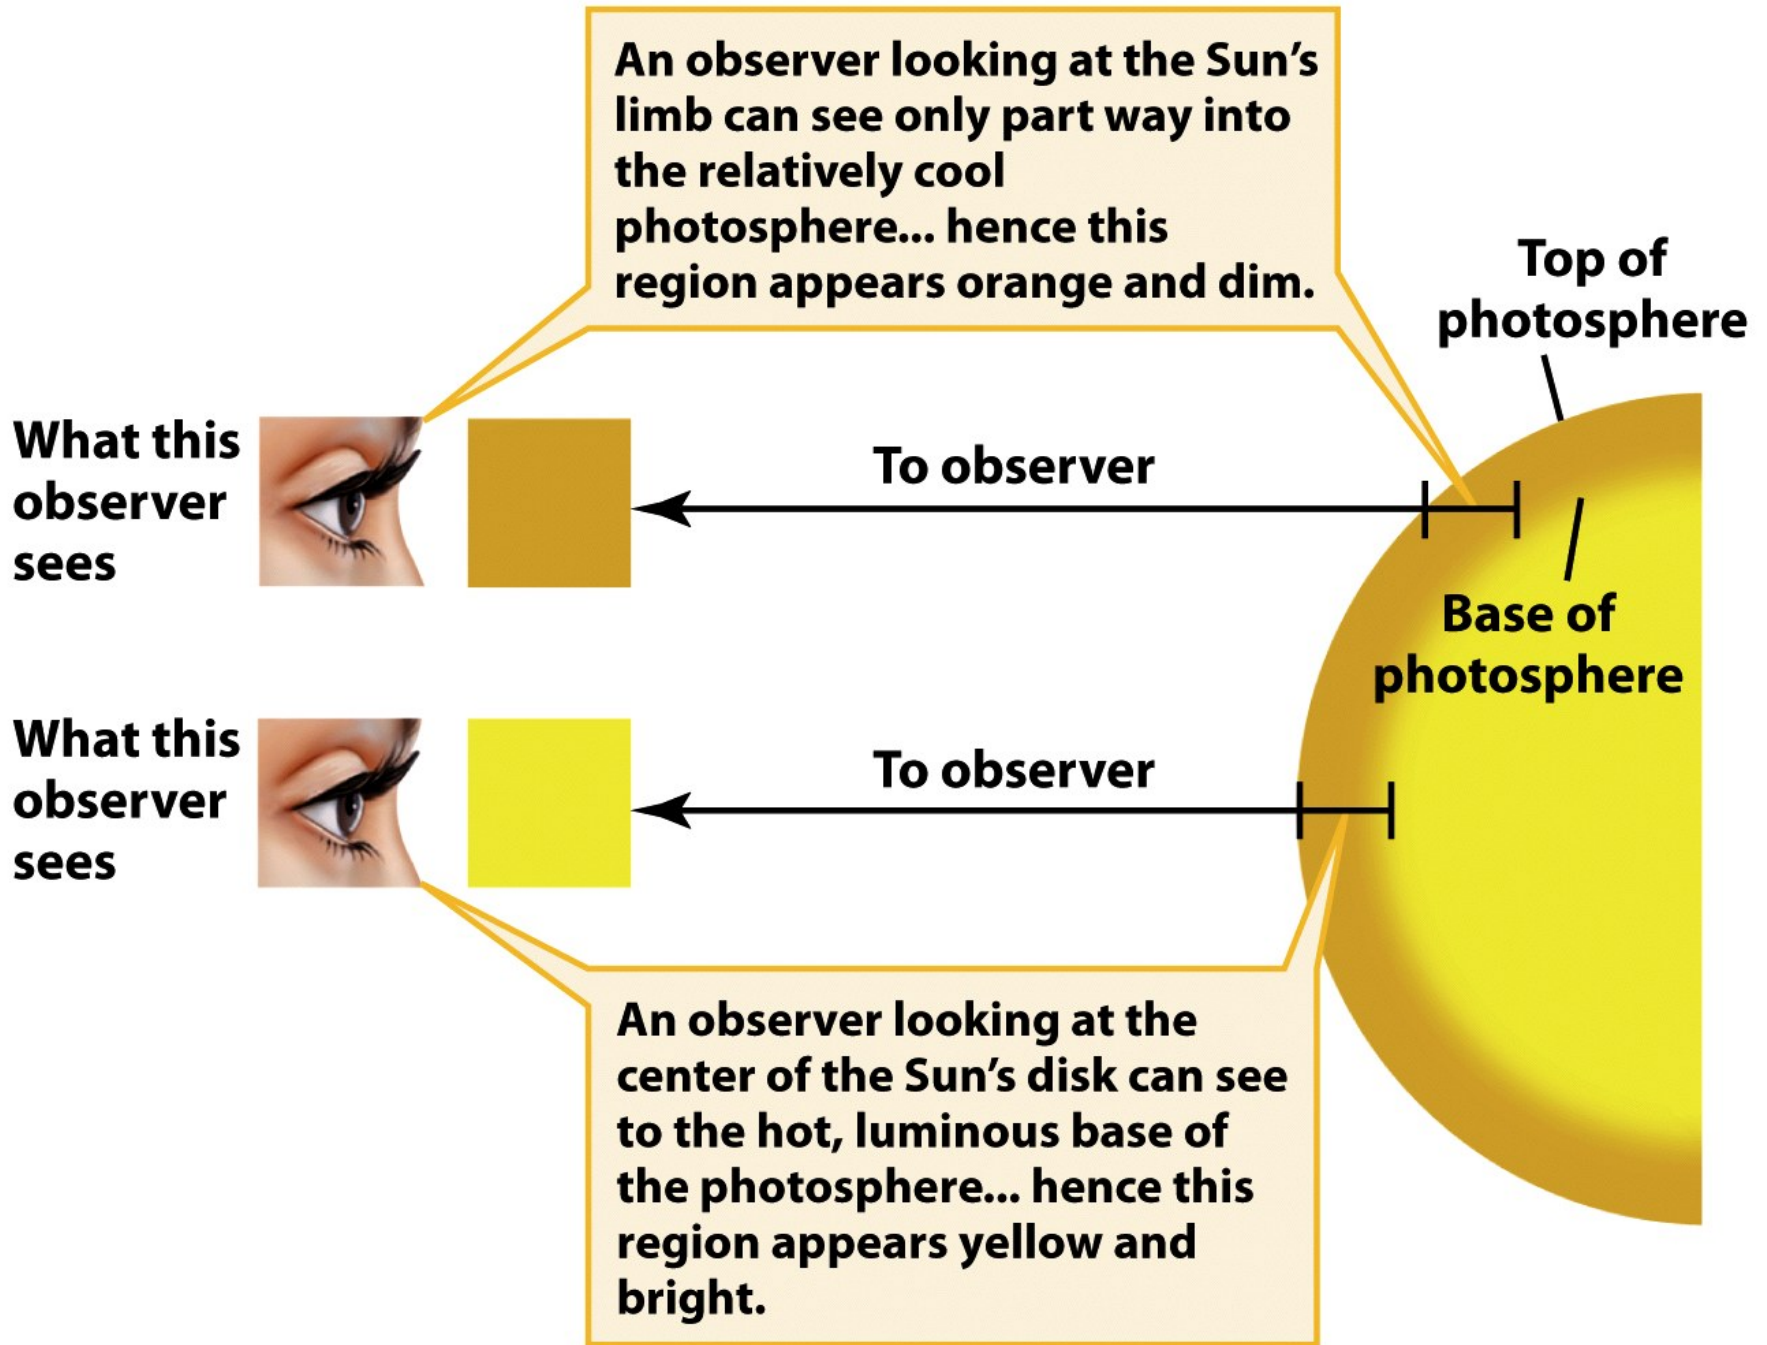 An observer looking at the Sun’s
limb can see only part way into
the relatively cool
photosphere... hence this
region appears orange and dim.
Top of
photosphere
What this
observer
sees
To observer
Base of
photosphere
What this
observer
sees
To observer
An observer looking at the
center of the Sun’s disk can see
to the hot, luminous base of
the photosphere... hence this
region appears yellow and
bright.